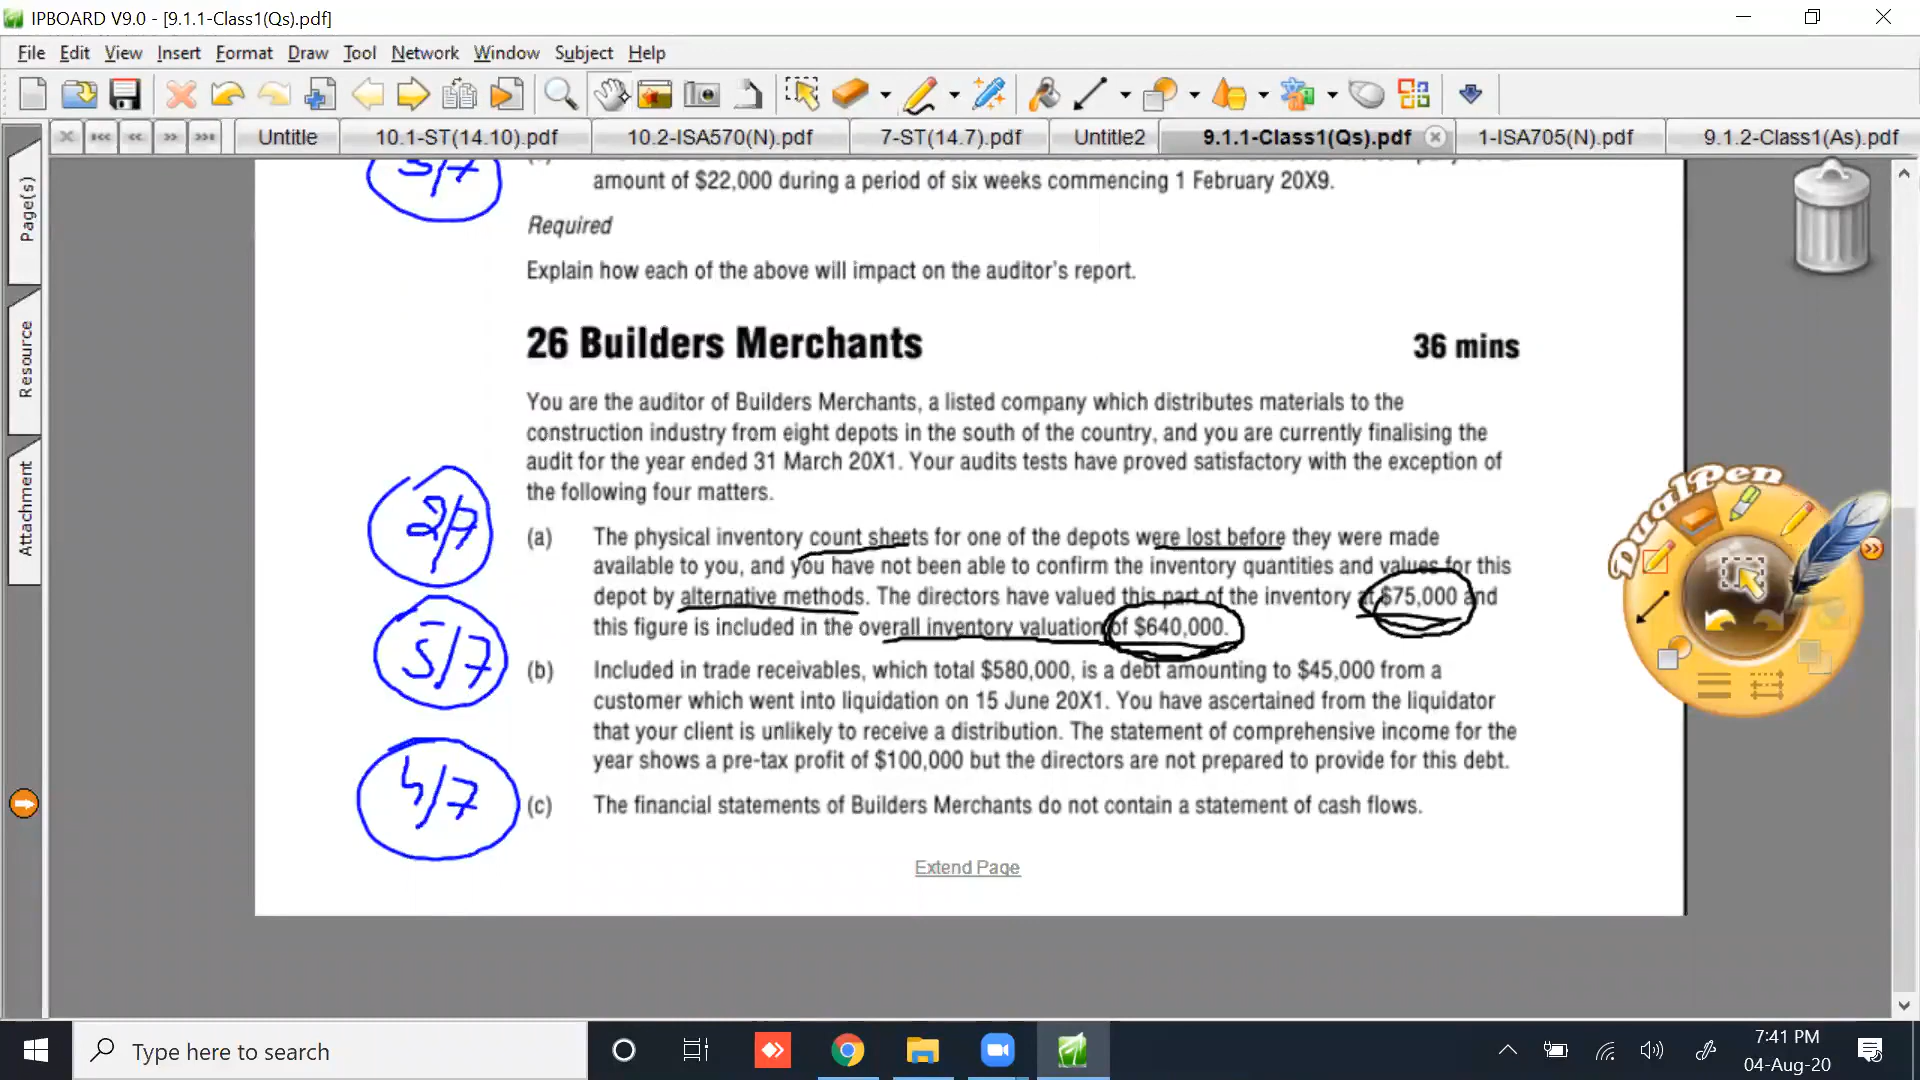 IPBOARD V9.0 - [9.1.1-Class1(Qs).pdf]
File Edit View Insert Format Draw Tool Network Window Subject Help
Untitle 10.1-ST(14.10).pdf 10.2-ISA570(N).pdf 7-ST(14.7).pdf Untitle2 9.1.1-Class1(Qs).pdf 1-ISA705(N).pdf 9.1.2-Class1(As).pdf
Page(s)
Resource
Attachment
amount of $22,000 during a period of six weeks commencing 1 February 20X9.
Required
Explain how each of the above will impact on the auditor's report.
26 Builders Merchants 36 mins
You are the auditor of Builders Merchants, a listed company which distributes materials to the
construction industry from eight depots in the south of the country, and you are currently finalising the
audit for the year ended 31 March 20X1. Your audits tests have proved satisfactory with the exception of
the following four matters.
2/7
(a) The physical inventory count sheets for one of the depots were lost before they were made
available to you, and you have not been able to confirm the inventory quantities and values for this
depot by alternative methods. The directors have valued this part of the inventory at $75,000 and
this figure is included in the overall inventory valuation of $640,000.
5/7
(b) Included in trade receivables, which total $580,000, is a debt amounting to $45,000 from a
customer which went into liquidation on 15 June 20X1. You have ascertained from the liquidator
that your client is unlikely to receive a distribution. The statement of comprehensive income for the
year shows a pre-tax profit of $100,000 but the directors are not prepared to provide for this debt.
(c) The financial statements of Builders Merchants do not contain a statement of cash flows.
Extend Page
DualPen
Type here to search
7:41 PM
04-Aug-20